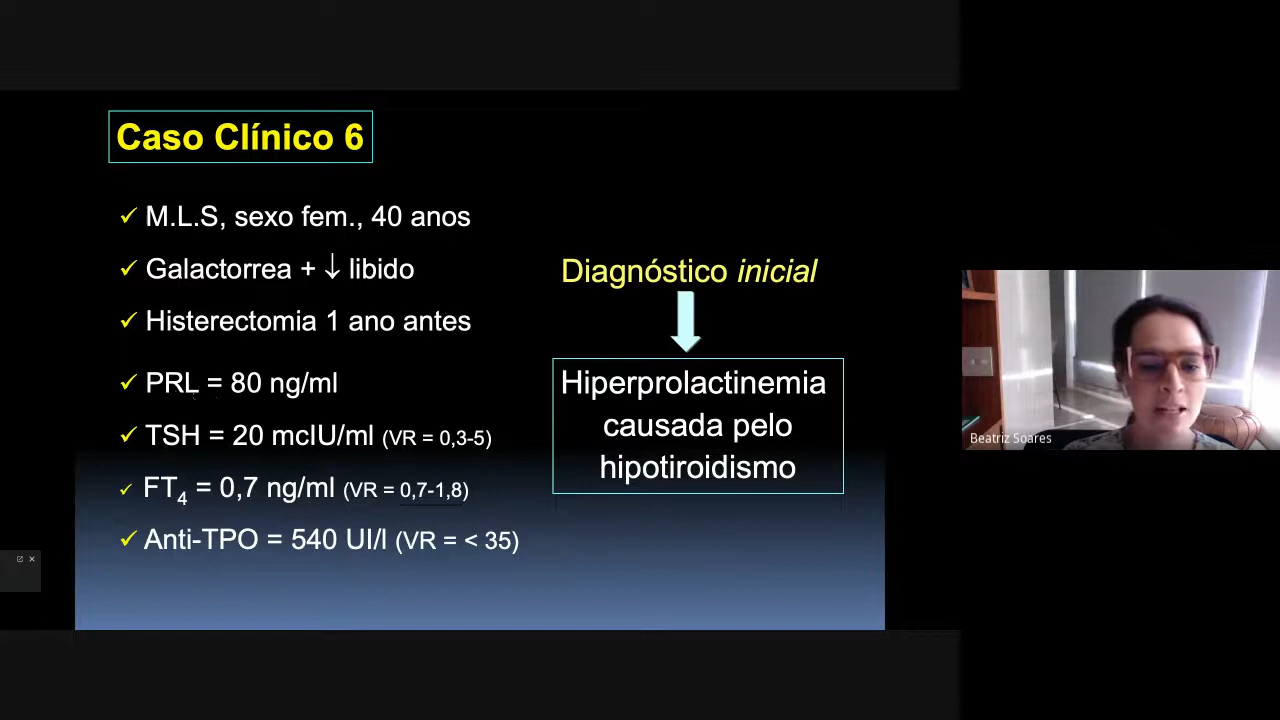 Caso Clínico 6
✓ M.L.S, sexo fem., 40 anos
✓ Galactorrea + ↓ libido
✓ Histerectomia 1 ano antes
✓ PRL = 80 ng/ml
✓ TSH = 20 mcIU/ml (VR = 0,3-5)
✓ FT4 = 0,7 ng/ml (VR = 0,7-1,8)
✓ Anti-TPO = 540 UI/l (VR = < 35)
Diagnóstico inicial
Hiperprolactinemia
causada pelo
hipotiroidismo
Beatriz Soares